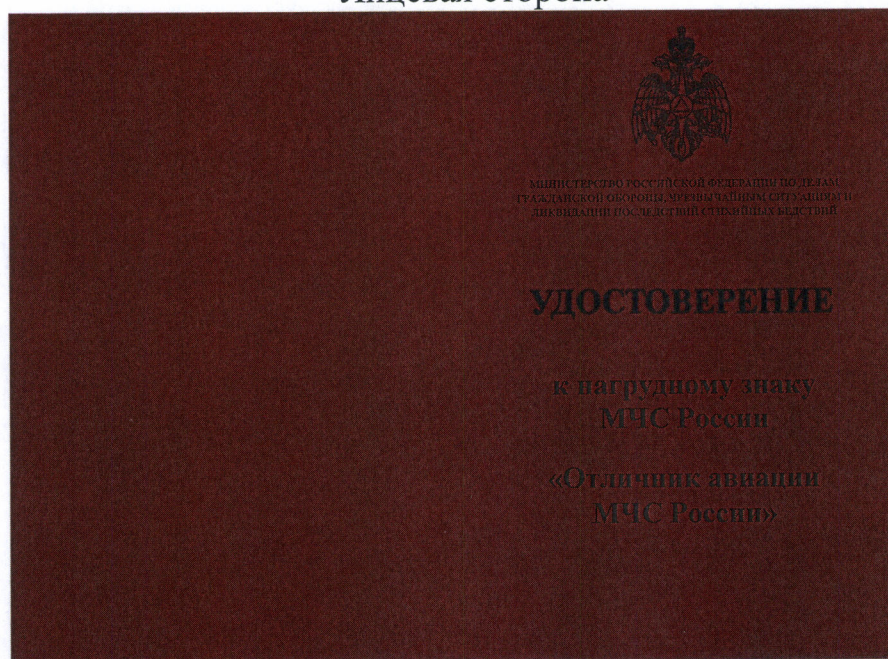 Лицевая сторона
МИНИСТЕРСТВО РОССИЙСКОЙ ФЕДЕРАЦИИ ПО ДЕЛАМ
ГРАЖДАНСКОЙ ОБОРОНЫ, ЧРЕЗВЫЧАЙНЫМ СИТУАЦИЯМ И
ЛИКВИДАЦИИ ПОСЛЕДСТВИЙ СТИХИЙНЫХ БЕДСТВИЙ
УДОСТОВЕРЕНИЕ
к нагрудному знаку
МЧС России
«Отличник авиации
МЧС России»